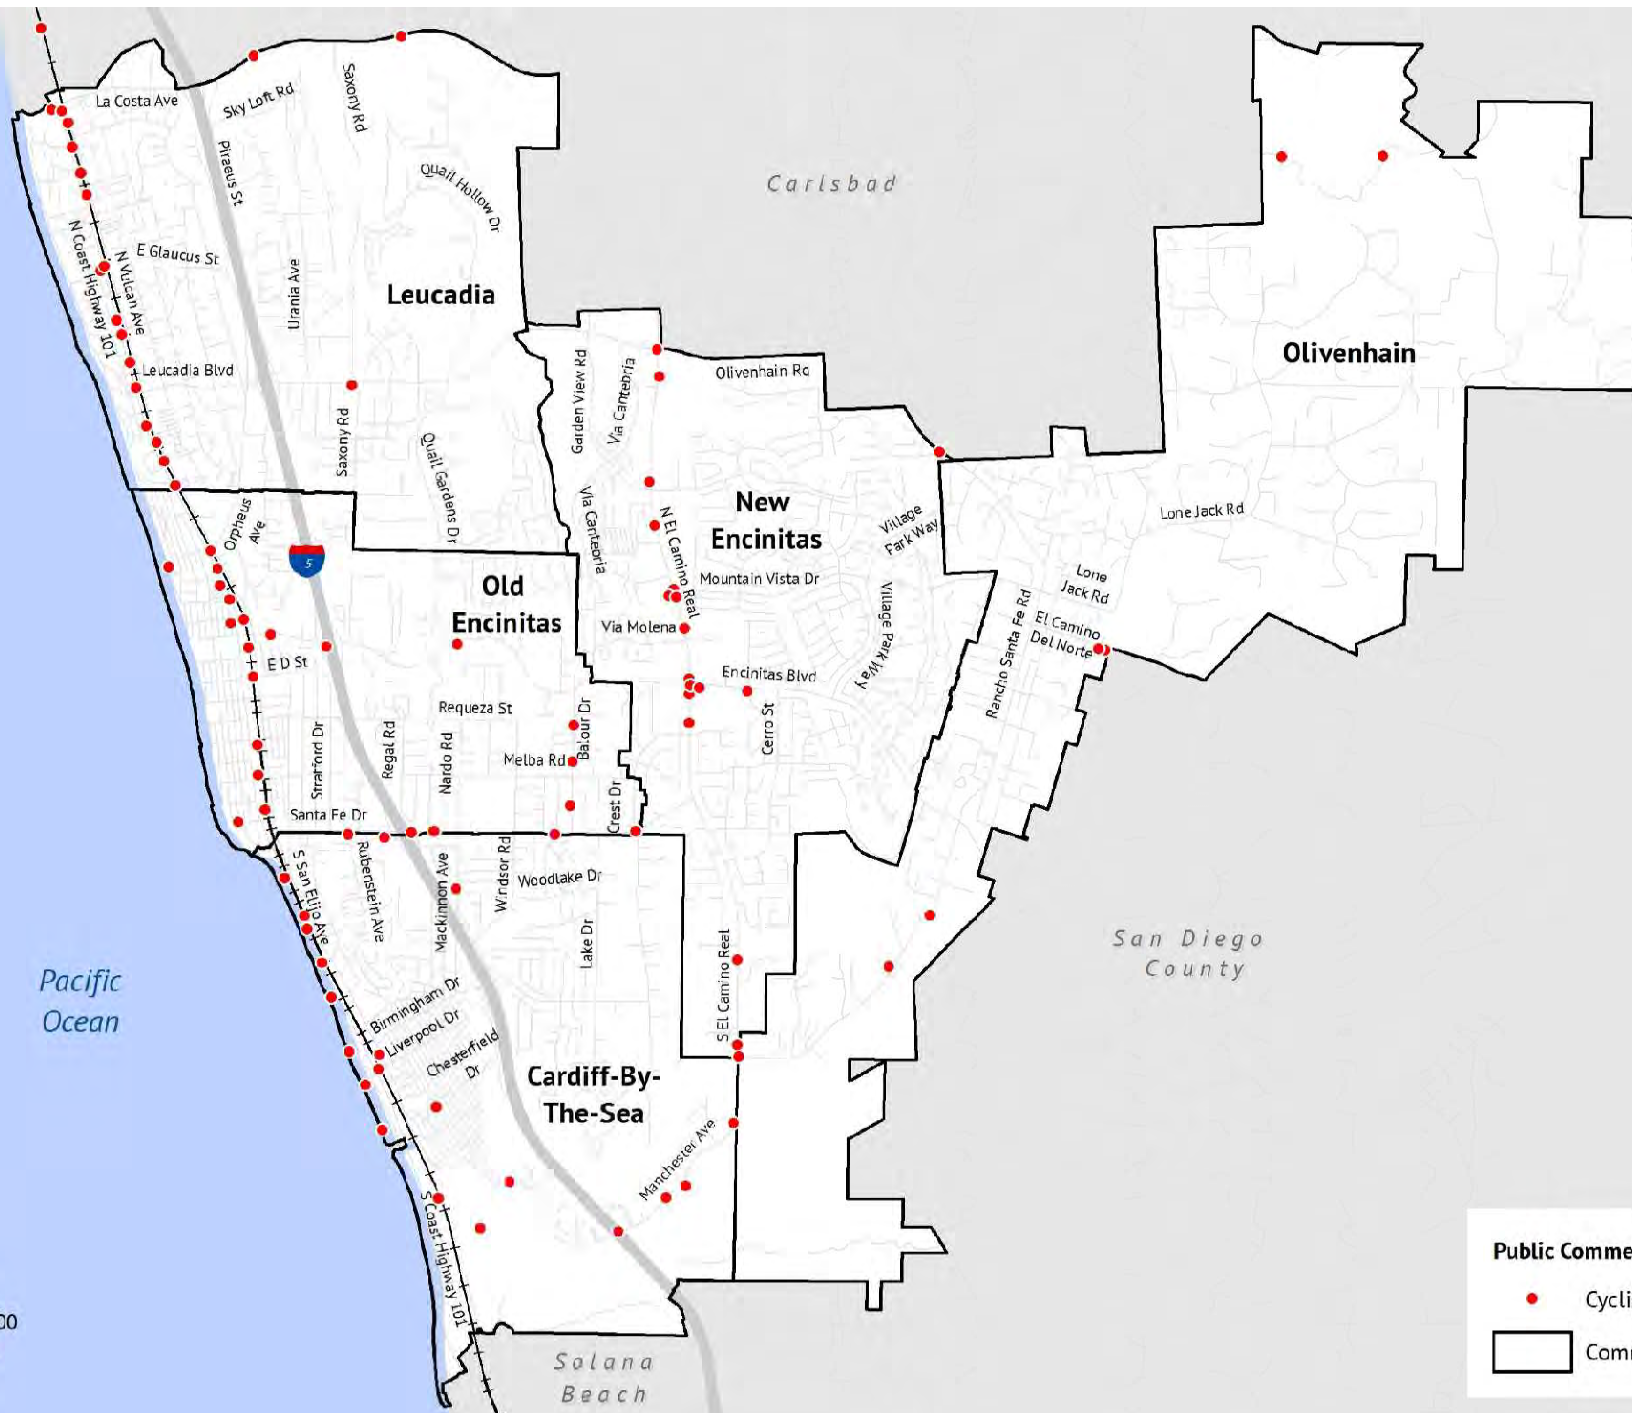 La Costa Ave
Sky Loft Rd
Saxony Rd
Piraeus St
Quail Hollow Dr
Carlsbad
N Coast Highway 101
N Vulcan Ave
E Glaucus St
Urania Ave
Leucadia
Leucadia Blvd
Saxony Rd
Quail Gardens Dr
Garden View Rd
Via Cantebria
Olivenhain Rd
Olivenhain
Orpheus
Ave
5
Via Cantebria
N El Camino Real
New
Encinitas
Village
Park Way
Lone Jack Rd
Old
Encinitas
Mountain Vista Dr
Village Park Way
Lone
Jack Rd
Via Molena
El Camino
Del Norte
Rancho Santa Fe Rd
E D St
Encinitas Blvd
Requeza St
Balour Dr
Cerro St
Stratford Dr
Regal Rd
Nardo Rd
Melba Rd
Crest Dr
Santa Fe Dr
S San Elijo Ave
Rubenstein Ave
Mackinnon Ave
Windsor Rd
Woodlake Dr
Lake Dr
S El Camino Real
San Diego
County
Pacific
Ocean
Birmingham Dr
Liverpool Dr
Chesterfield
Dr
Cardiff-By-
The-Sea
Manchester Ave
S Coast Highway 101
Public Comme
Cycli
Com
00
Solana
Beach